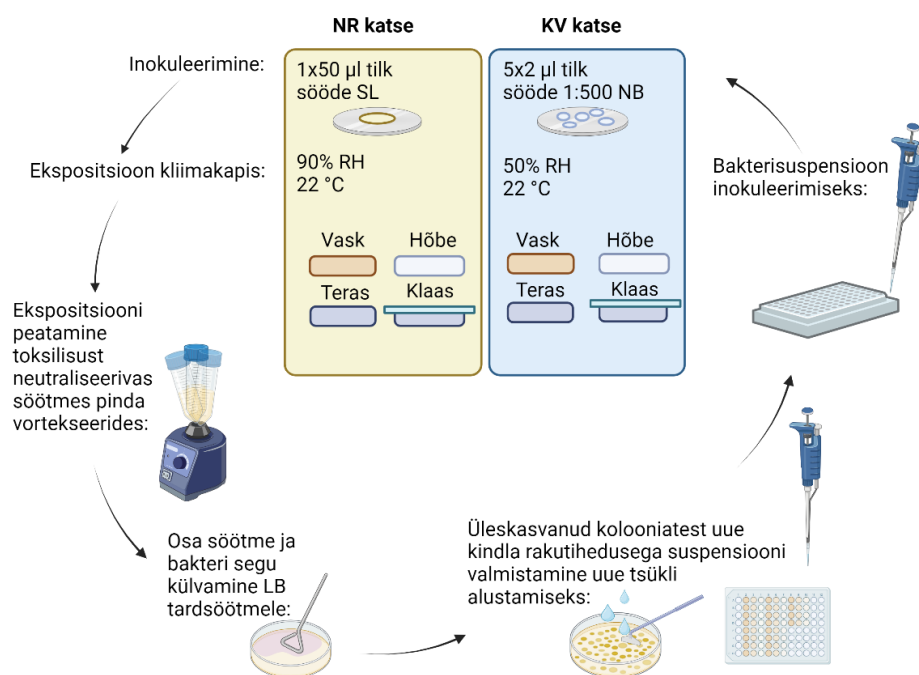 NR katse
KV katse
Inokuleerimine:
1x50 µl tilk
sööde SL
5x2 µl tilk
sööde 1:500 NB
Ekspositsioon kliimakapis:
90% RH
22 °C
50% RH
22 °C
Bakterisuspensioon
inokuleerimiseks:
Vask
Hõbe
Teras
Klaas
Vask
Hõbe
Teras
Klaas
Ekspositsiooni
peatamine
toksilisust
neutraliseerivas
söötmes pinda
vortekseerides:
Osa söötme ja
bakteri segu
külvamine LB
tardsöötmele:
Üleskasvanud kolooniatest uue
kindla rakutihedusega suspensiooni
valmistamine uue tsükli
alustamiseks: